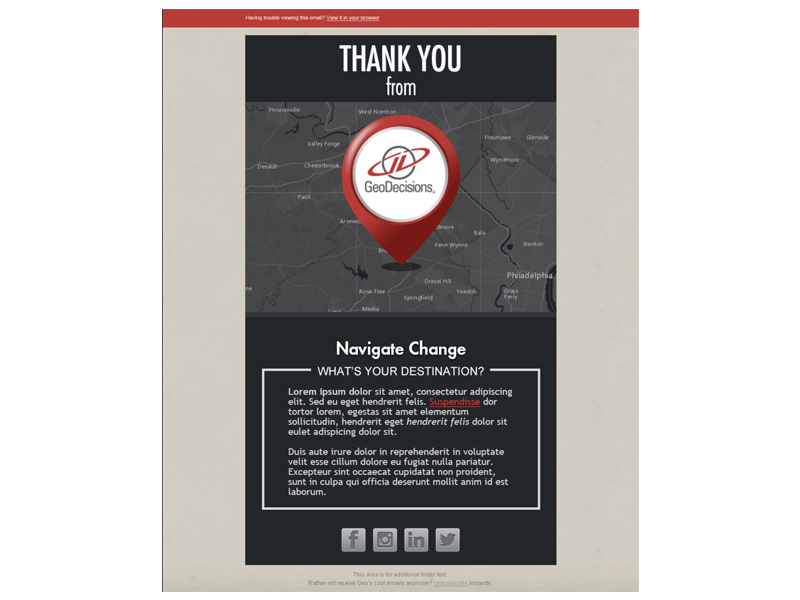 Having trouble viewing this email? View it in your browser
THANK YOU
from
Phoenixville
West Norriton
Flourtown
Glenside
Valley Forge
Wyndmoor
Devault
Chesterbrook
GeoDecisions
Paoli
Bala
Penn Wynne
Stenton
Philadelphia
Drexel Hill
Rose Tree
Yeadon
Grays
Ferry
Springfield
Media
Navigate Change
WHAT'S YOUR DESTINATION?
Lorem ipsum dolor sit amet, consectetur adipiscing
elit. Sed eu eget hendrerit felis. Suspendisse dor
tortor lorem, egestas sit amet elementum
sollicitudin, hendrerit eget hendrerit felis dolor sit
eulet adispicing dolor sit.
Duis aute irure dolor in reprehenderit in voluptate
velit esse cillum dolore eu fugiat nulla pariatur.
Excepteur sint occaecat cupidatat non proident,
sunt in culpa qui officia deserunt mollit anim id est
laborum.
This area is for additional footer text.
Rather not receive Geo's cool emails anymore? Unsubscribe instantly.